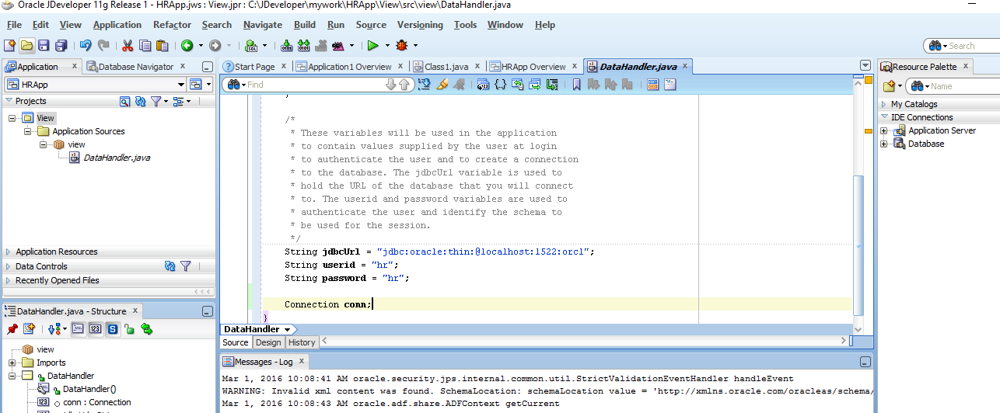 Oracle JDeveloper 11g Release 1 - HRApp.jws : View.jpr : C:\JDeveloper\mywork\HRApp\View\src\view\DataHandler.java
File Edit View Application Refactor Search Navigate Build Run Source Versioning Tools Window Help
Search
Application x Database Navigator x
Start Page x Application1 Overview x Class1.java x HRApp Overview x DataHandler.java x
Resource Palette x
HRApp
Find
Name
Projects
My Catalogs
IDE Connections
Application Server
Database
View
Application Sources
view
DataHandler.java
/*
* These variables will be used in the application
* to contain values supplied by the user at login
* to authenticate the user and to create a connection
* to the database. The jdbcUrl variable is used to
* hold the URL of the database that you will connect
* to. The userid and password variables are used to
* authenticate the user and identify the schema to
* be used for the session.
*/
String jdbcUrl = "jdbc:oracle:thin:@localhost:1522:orcl";
String userid = "hr";
String password = "hr";
Connection conn;
}
Application Resources
Data Controls
Recently Opened Files
DataHandler
Source Design History
DataHandler.java - Structure x
view
Imports
DataHandler
DataHandler()
conn : Connection
Messages - Log x
Mar 1, 2016 10:08:41 AM oracle.security.jps.internal.common.util.StrictValidationEventHandler handleEvent
WARNING: Invalid xml content was found. SchemaLocation: schemaLocation value = 'http://xmlns.oracle.com/oracleas/schema/
Mar 1, 2016 10:08:43 AM oracle.adf.share.ADFContext getCurrent